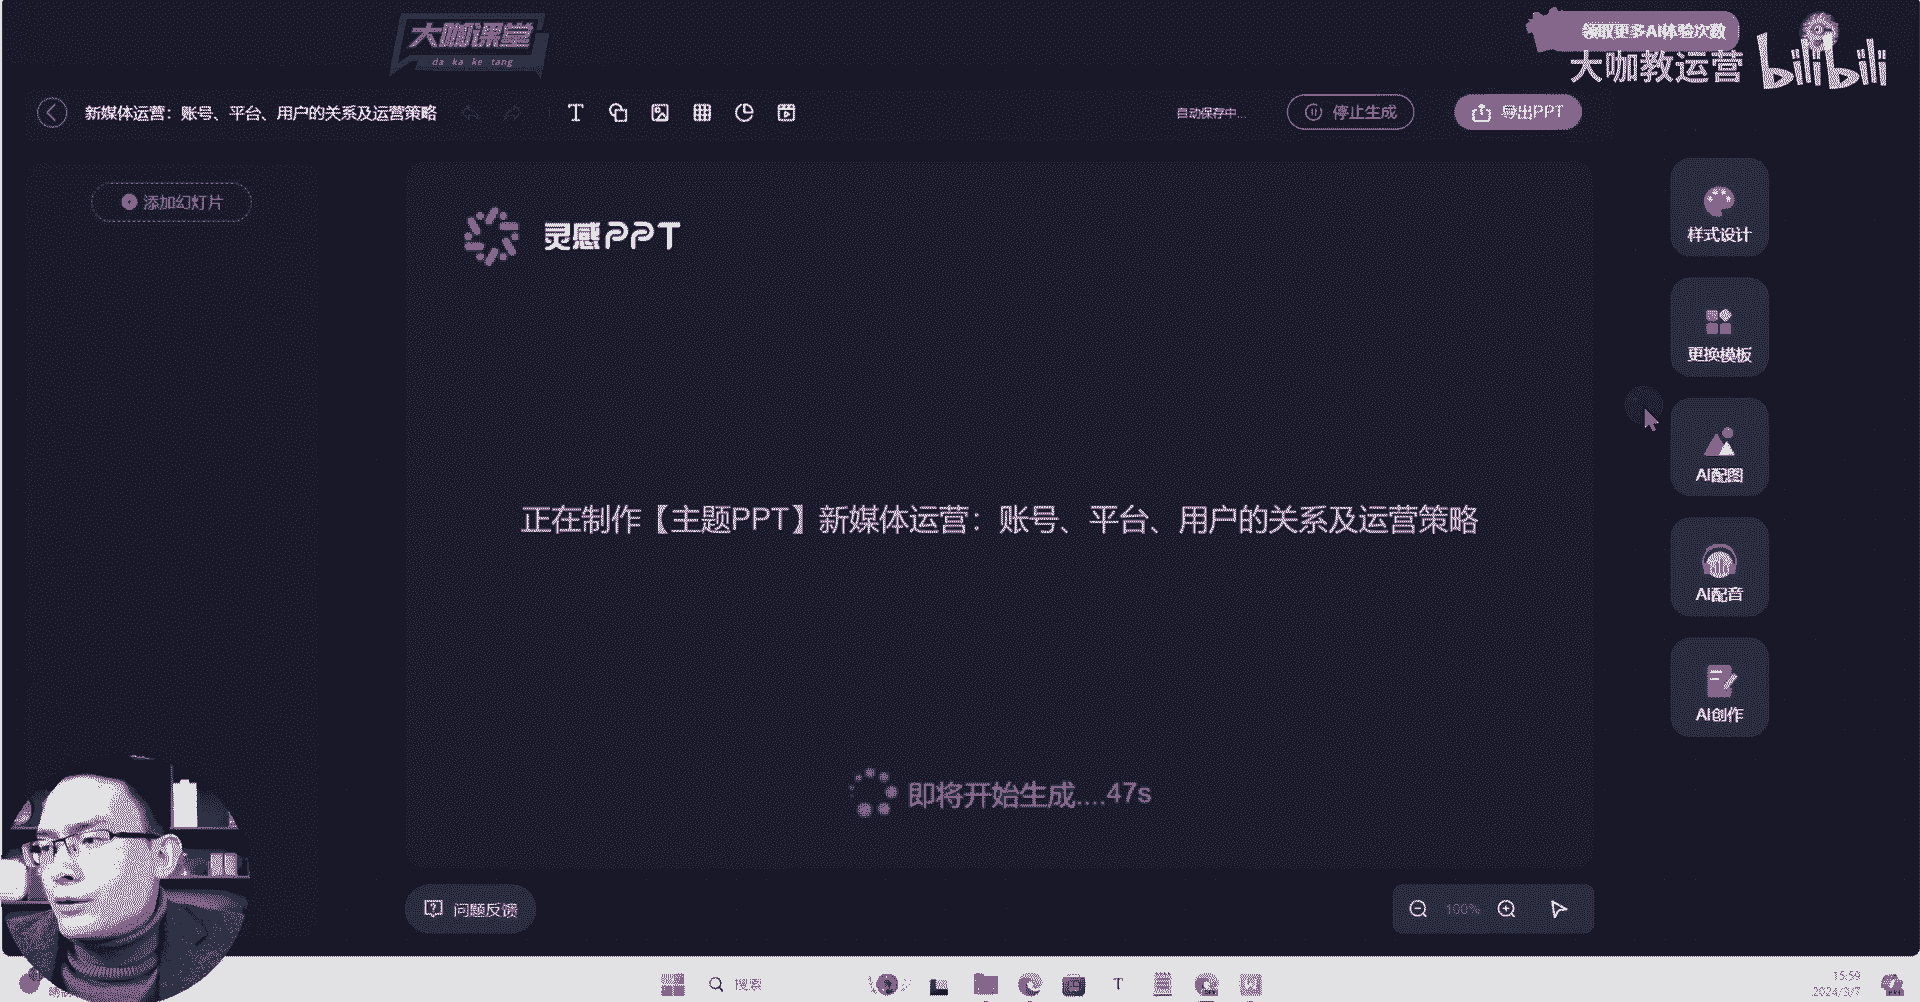 大咖课堂
da ka ke tang
领取更多AI体验次数
大咖教运营 bilibili
新媒体运营：账号、平台、用户的关系及运营策略
自动保存中...
停止生成
导出PPT
添加幻灯片
灵感PPT
样式设计
更换模板
AI配图
AI配音
AI创作
正在制作【主题PPT】新媒体运营：账号、平台、用户的关系及运营策略
即将开始生成....47s
问题反馈
100%
搜索
15:59
2024/3/7